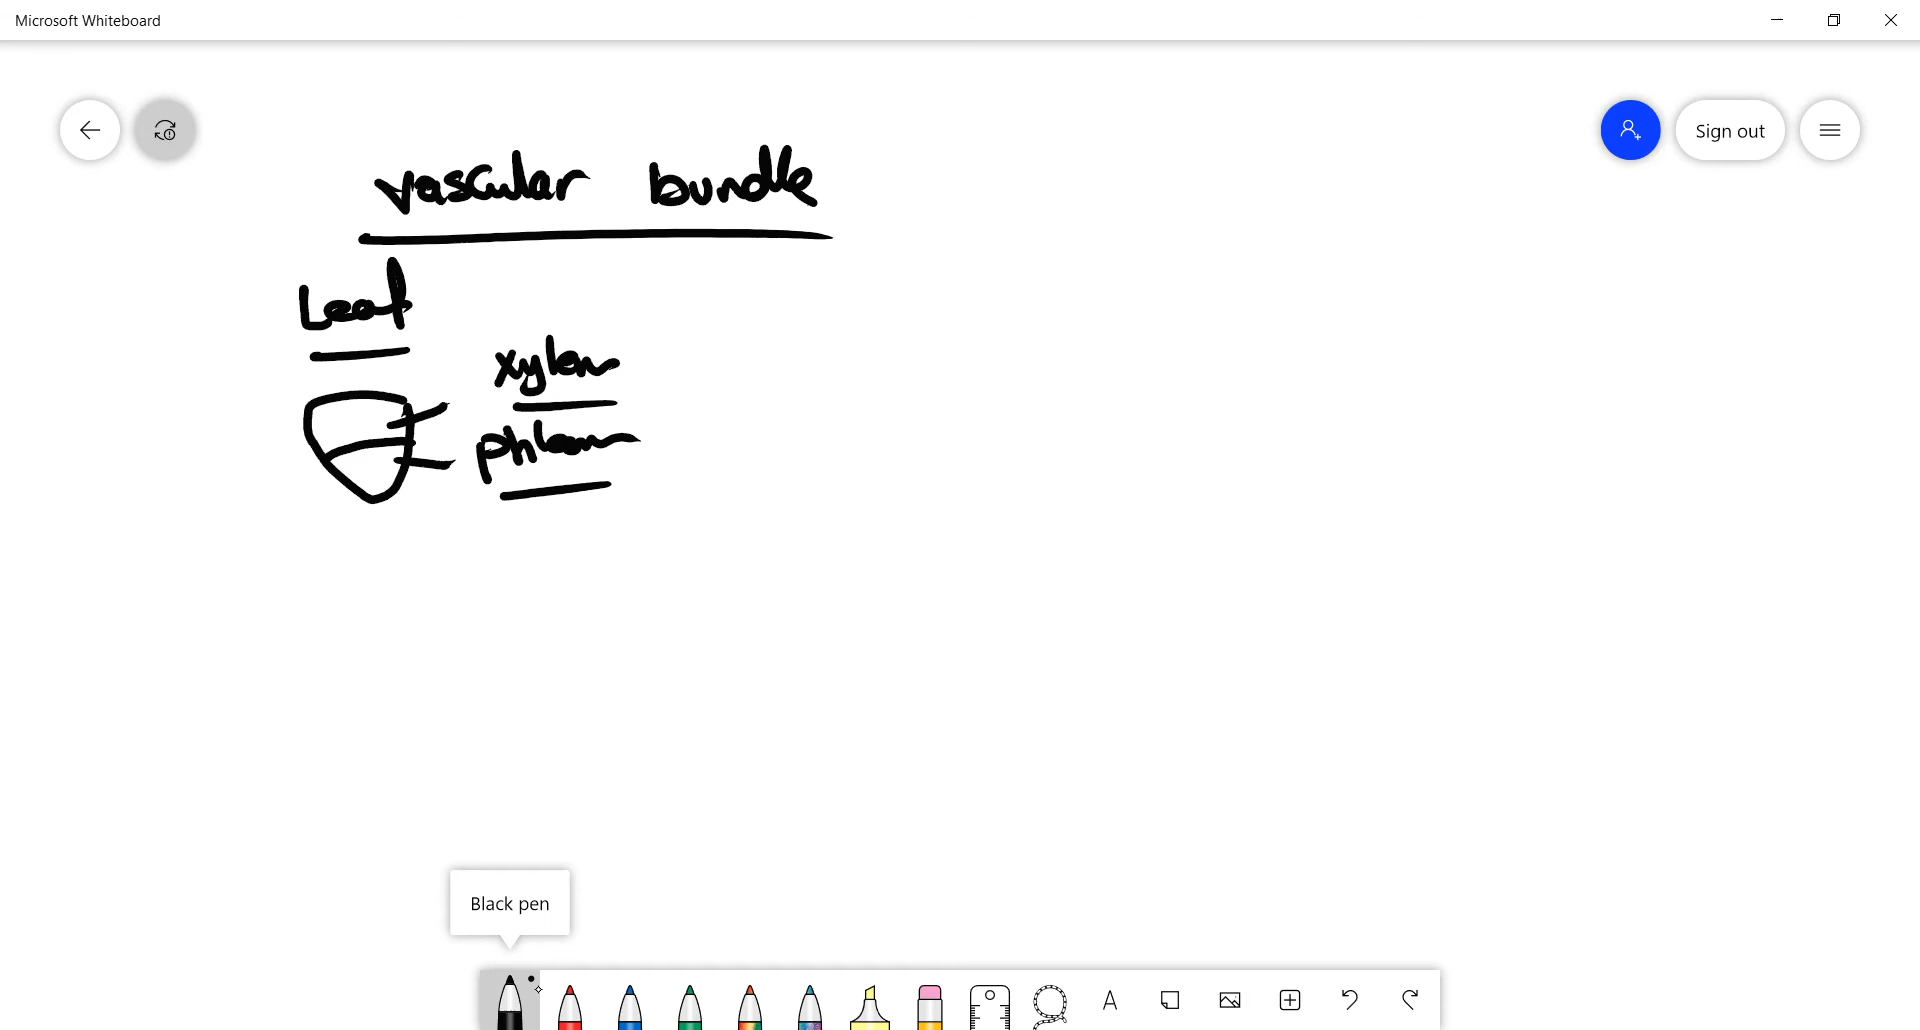 Microsoft Whiteboard
Sign out
vascular bundle
Leaf
xylem
phloem
Black pen